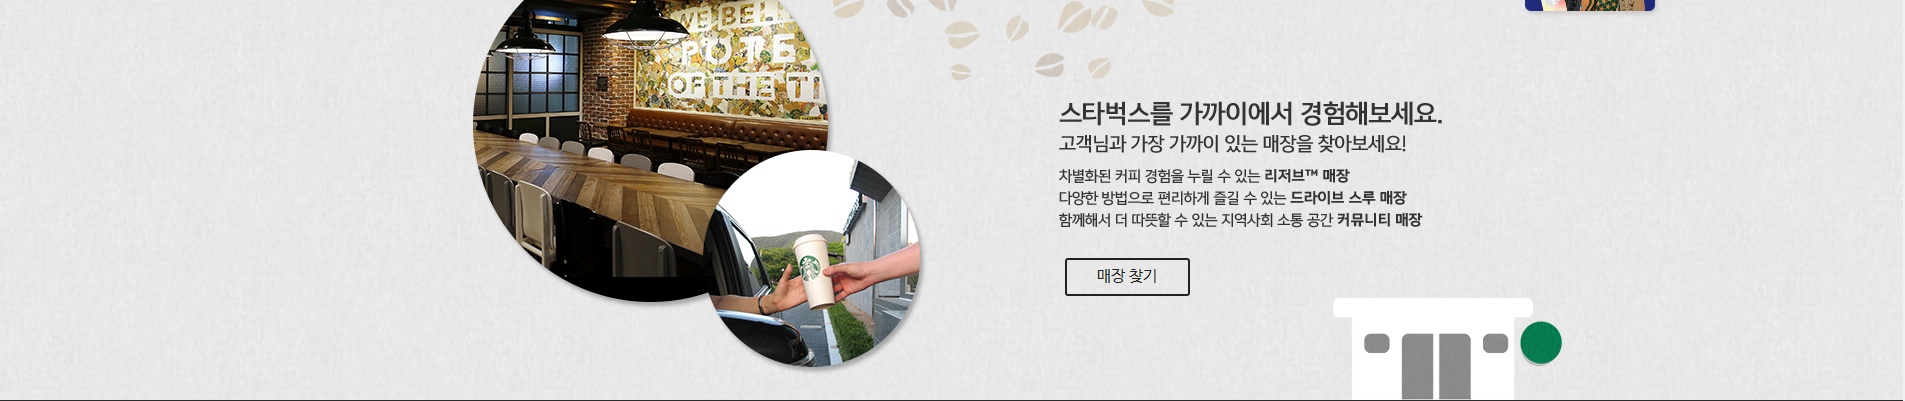 WE BEL
POTE
OF THE TI
스타벅스를 가까이에서 경험해보세요.
고객님과 가장 가까이 있는 매장을 찾아보세요!
차별화된 커피 경험을 누릴 수 있는 리저브™ 매장
다양한 방법으로 편리하게 즐길 수 있는 드라이브 스루 매장
함께해서 더 따뜻할 수 있는 지역사회 소통 공간 커뮤니티 매장
매장 찾기